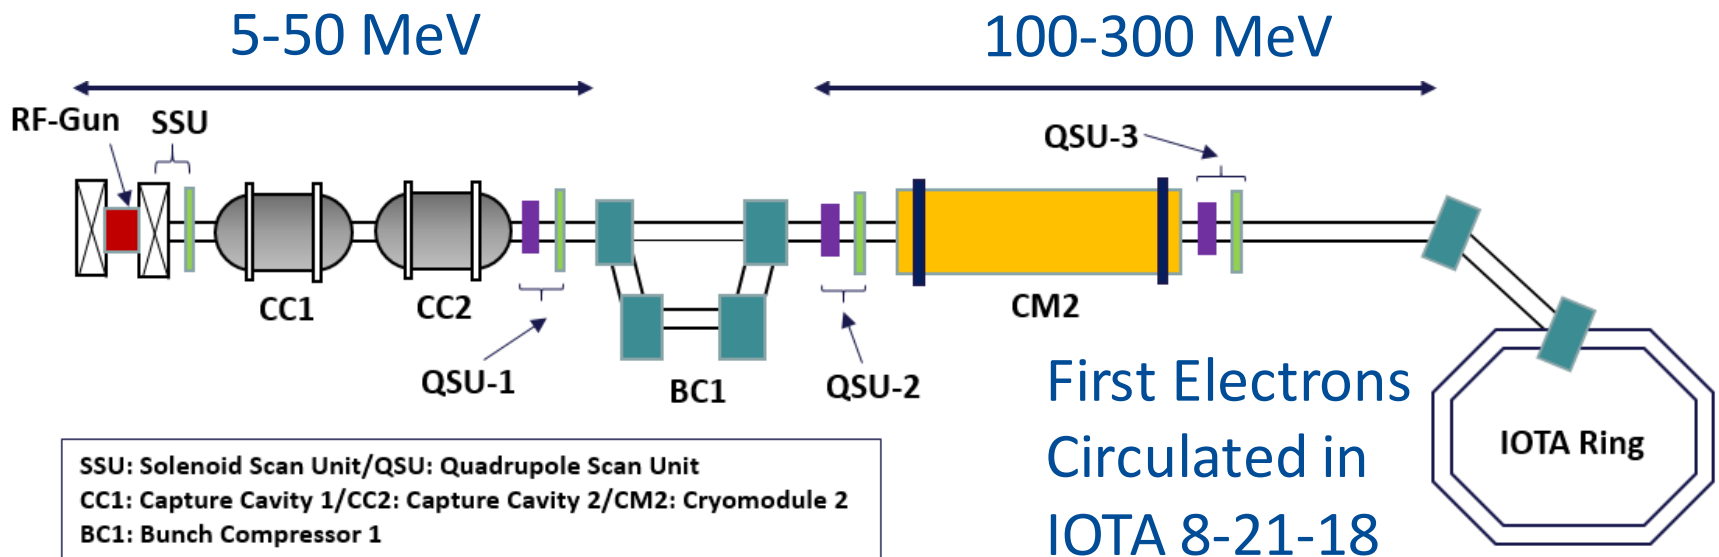 5-50 MeV
100-300 MeV
RF-Gun
SSU
QSU-3
CC1
CC2
CM2
QSU-1
BC1
QSU-2
First Electrons
Circulated in
IOTA 8-21-18
IOTA Ring
SSU: Solenoid Scan Unit/QSU: Quadrupole Scan Unit
CC1: Capture Cavity 1/CC2: Capture Cavity 2/CM2: Cryomodule 2
BC1: Bunch Compressor 1